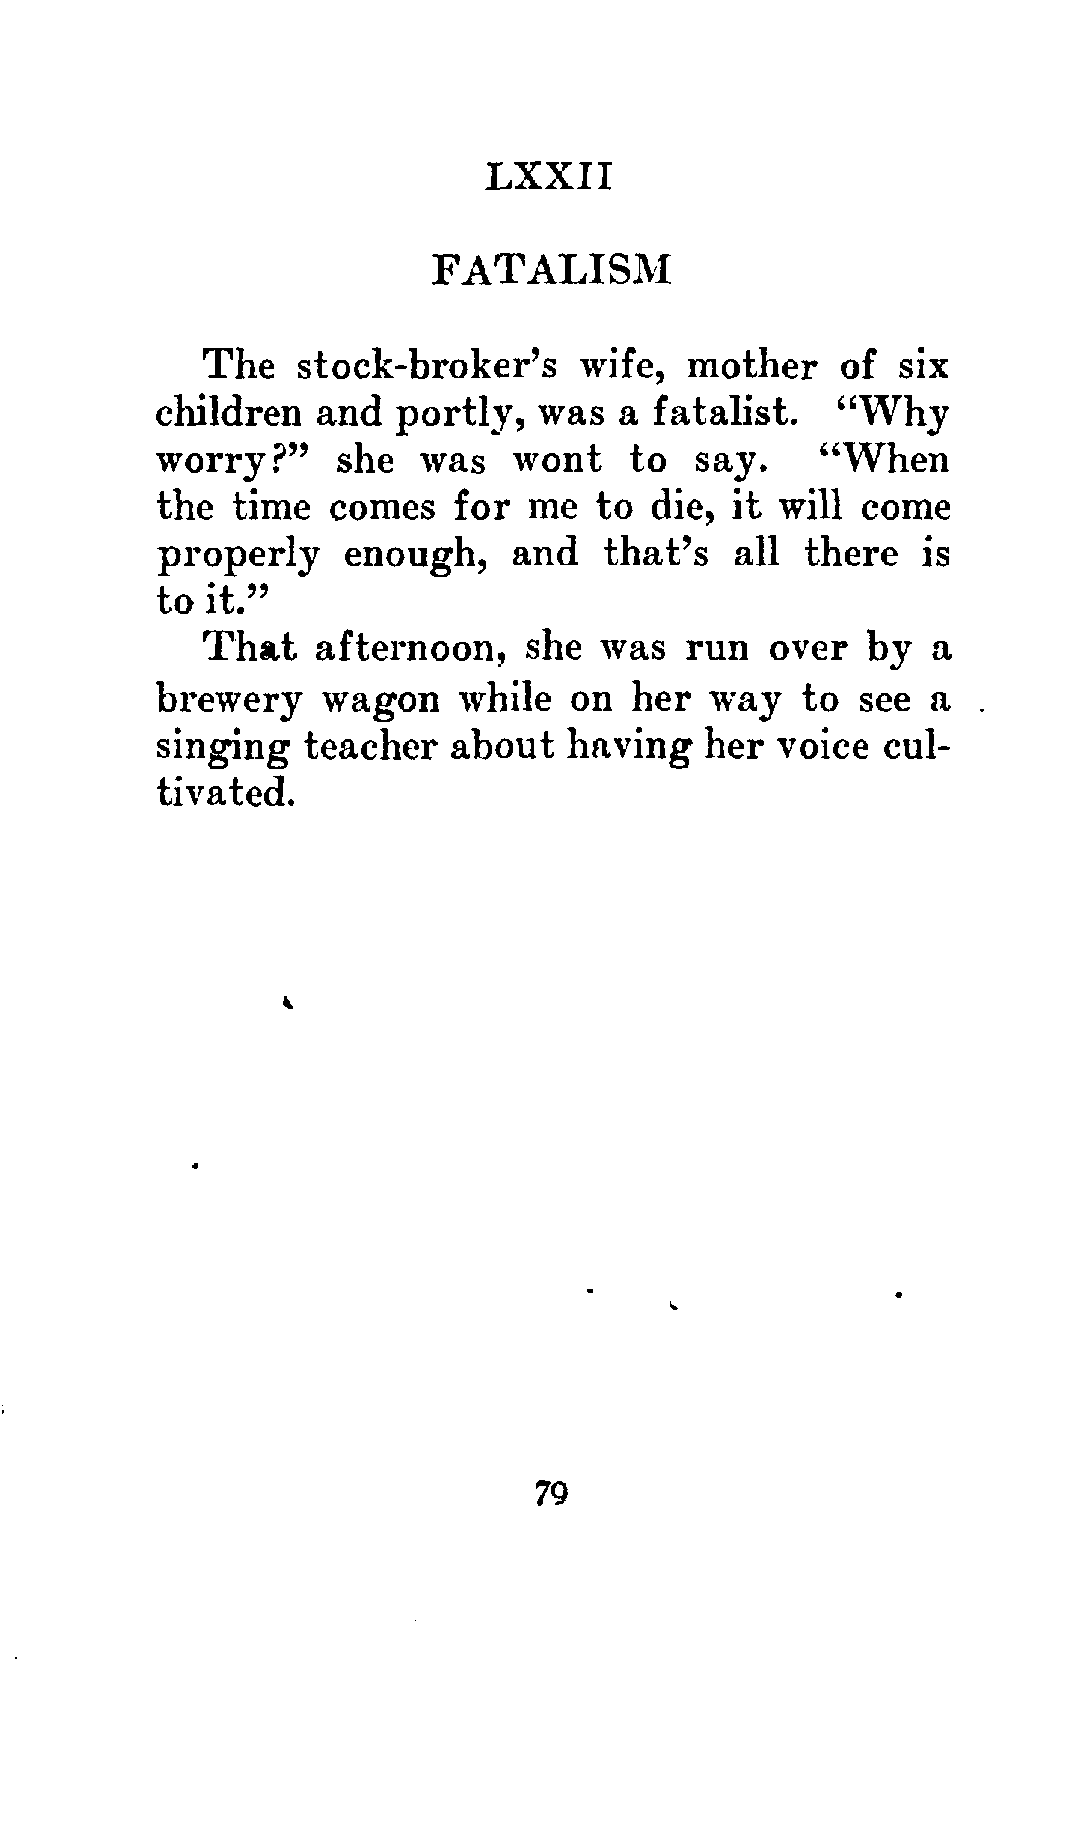 LXXII
FATALISM
The stock-broker's wife, mother of six
children and portly, was a fatalist. “Why
worry?” she was wont to say. “When
the time comes for me to die, it will come
properly enough, and that's all there is
to it.”
That afternoon, she was run over by a
brewery wagon while on her way to see a
singing teacher about having her voice cul-
tivated.
79